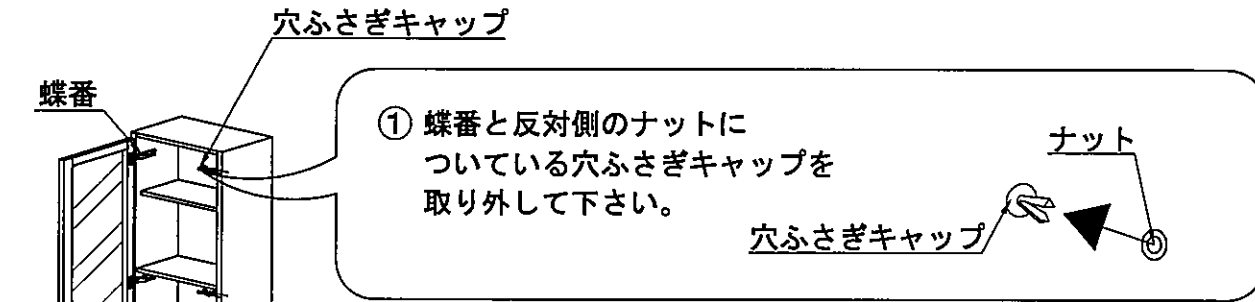 穴ふさぎキャップ
蝶番
① 蝶番と反対側のナットに
ついている穴ふさぎキャップを
取り外して下さい。
ナット
穴ふさぎキャップ